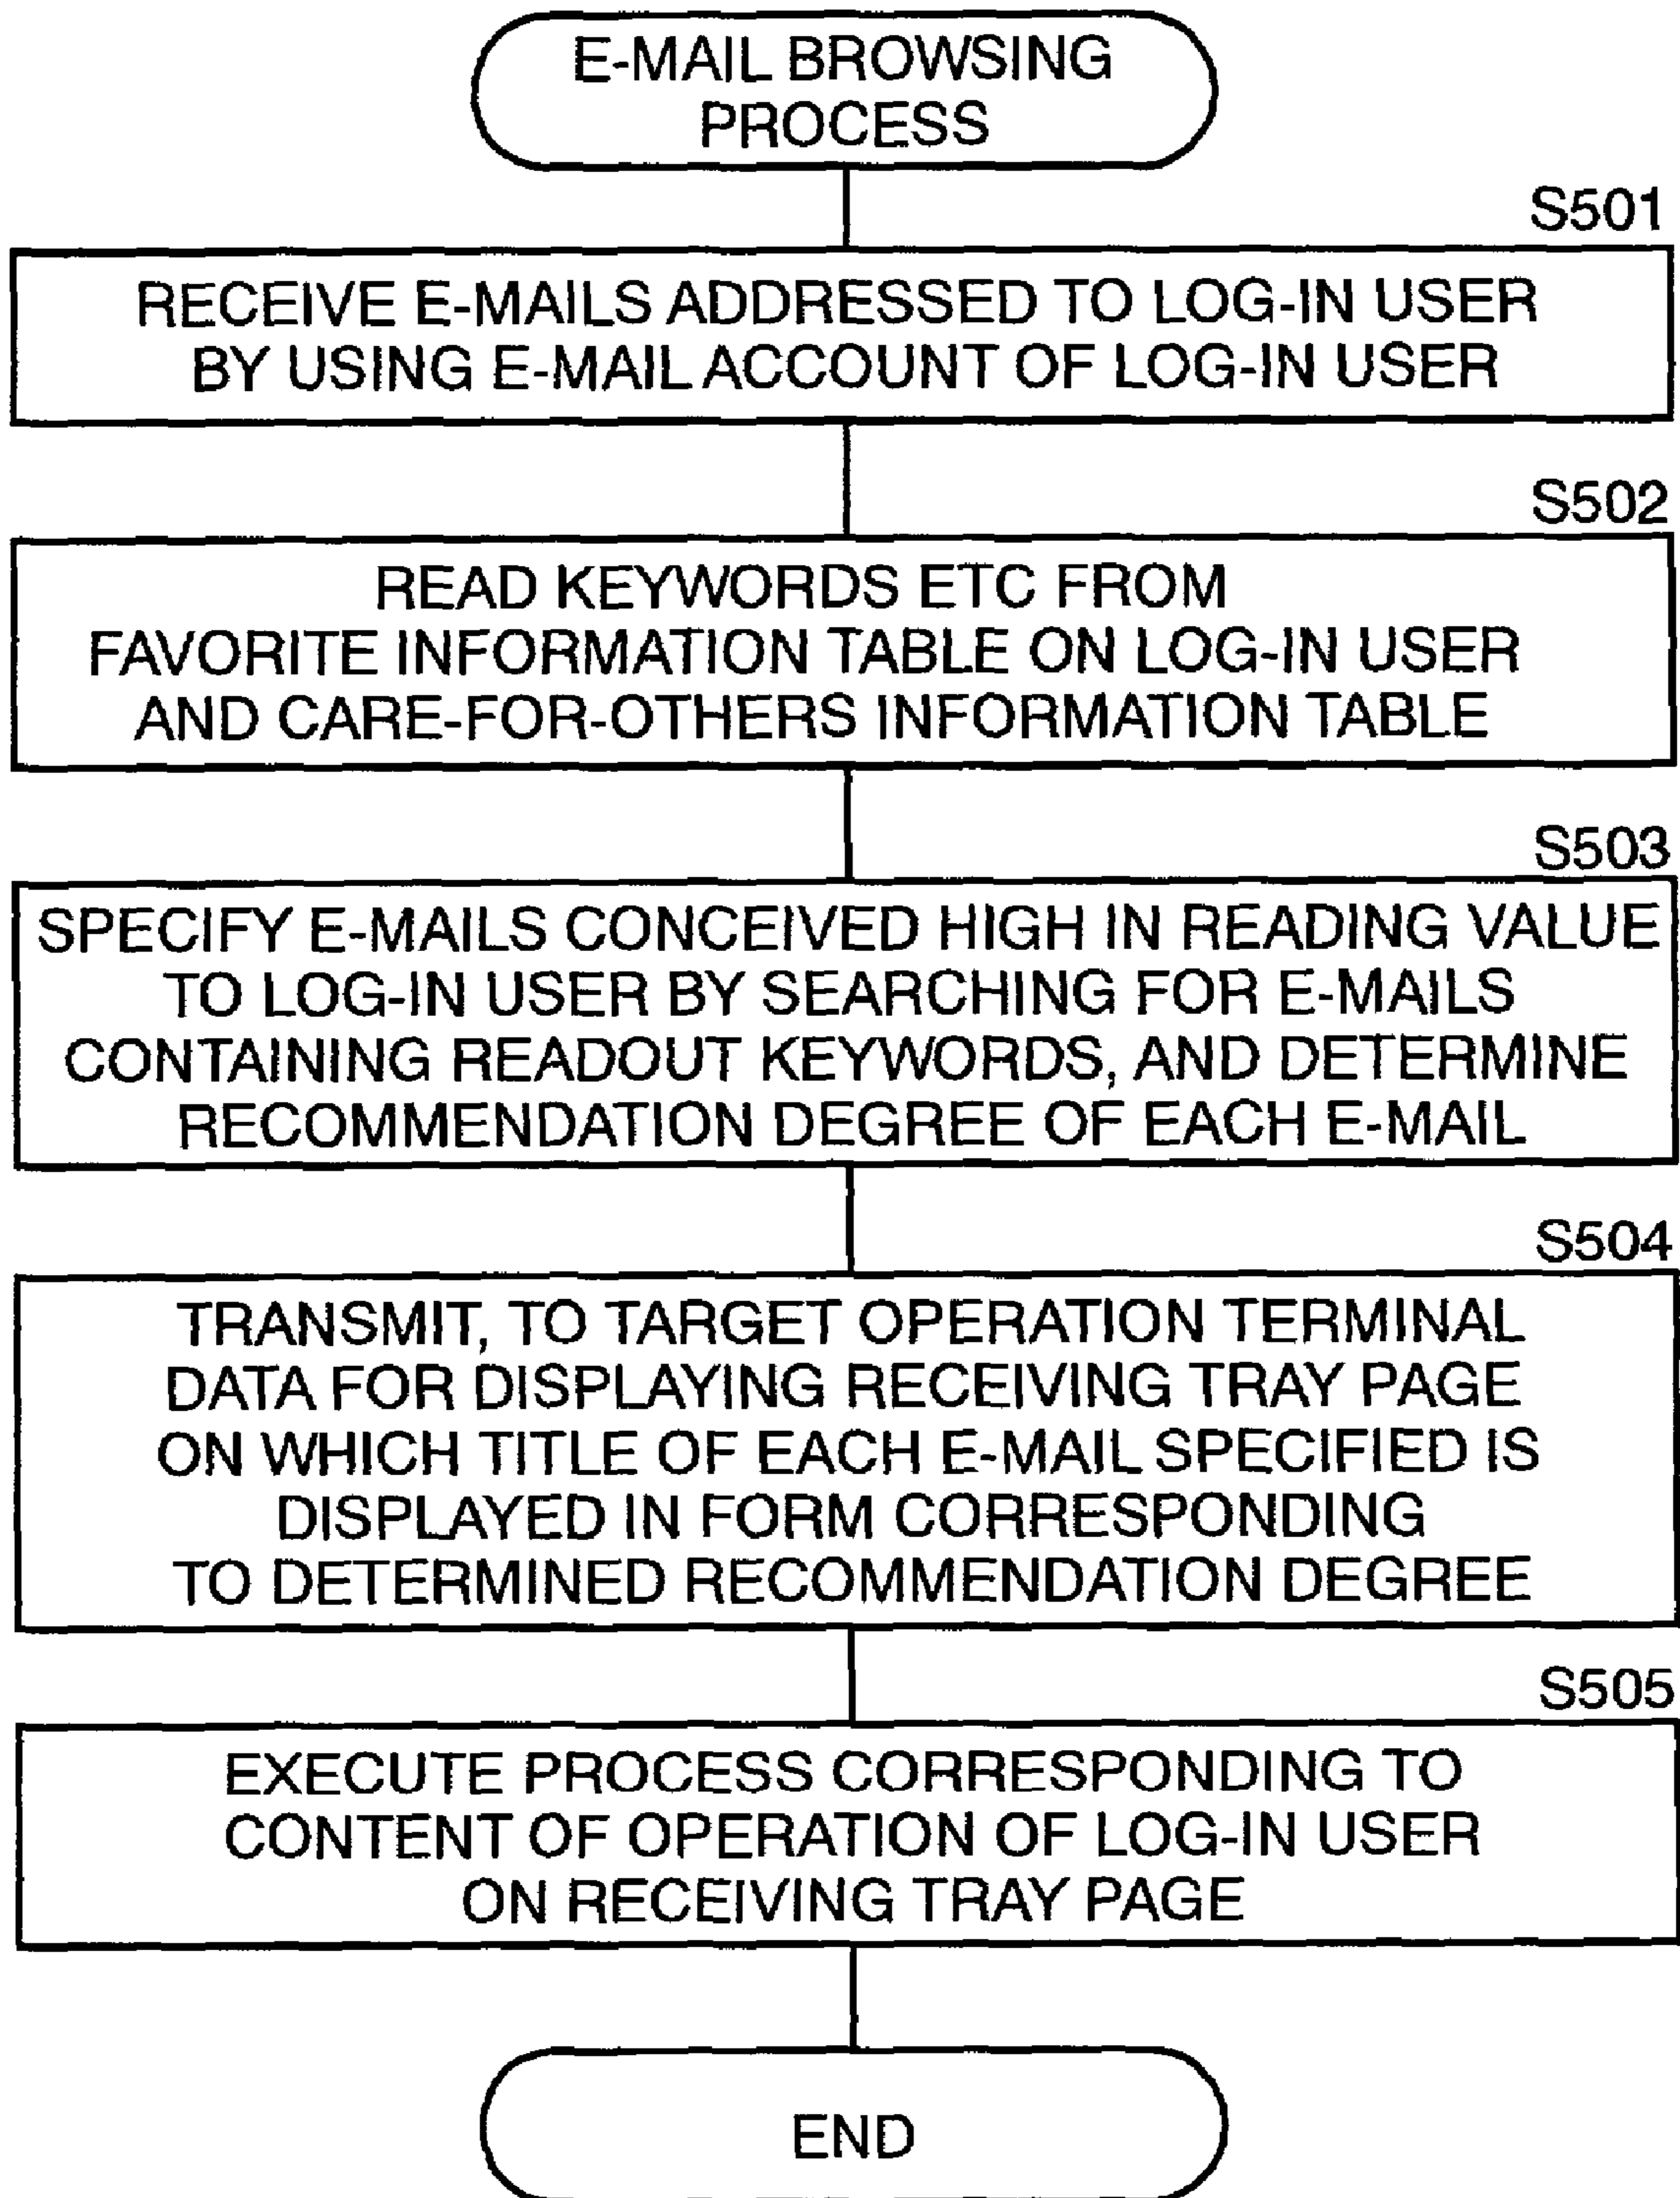 E-MAIL BROWSING
PROCESS
S501
RECEIVE E-MAILS ADDRESSED TO LOG-IN USER
BY USING E-MAIL ACCOUNT OF LOG-IN USER
S502
READ KEYWORDS ETC FROM
FAVORITE INFORMATION TABLE ON LOG-IN USER
AND CARE-FOR-OTHERS INFORMATION TABLE
S503
SPECIFY E-MAILS CONCEIVED HIGH IN READING VALUE
TO LOG-IN USER BY SEARCHING FOR E-MAILS
CONTAINING READOUT KEYWORDS, AND DETERMINE
RECOMMENDATION DEGREE OF EACH E-MAIL
S504
TRANSMIT, TO TARGET OPERATION TERMINAL
DATA FOR DISPLAYING RECEIVING TRAY PAGE
ON WHICH TITLE OF EACH E-MAIL SPECIFIED IS
DISPLAYED IN FORM CORRESPONDING
TO DETERMINED RECOMMENDATION DEGREE
S505
EXECUTE PROCESS CORRESPONDING TO
CONTENT OF OPERATION OF LOG-IN USER
ON RECEIVING TRAY PAGE
END